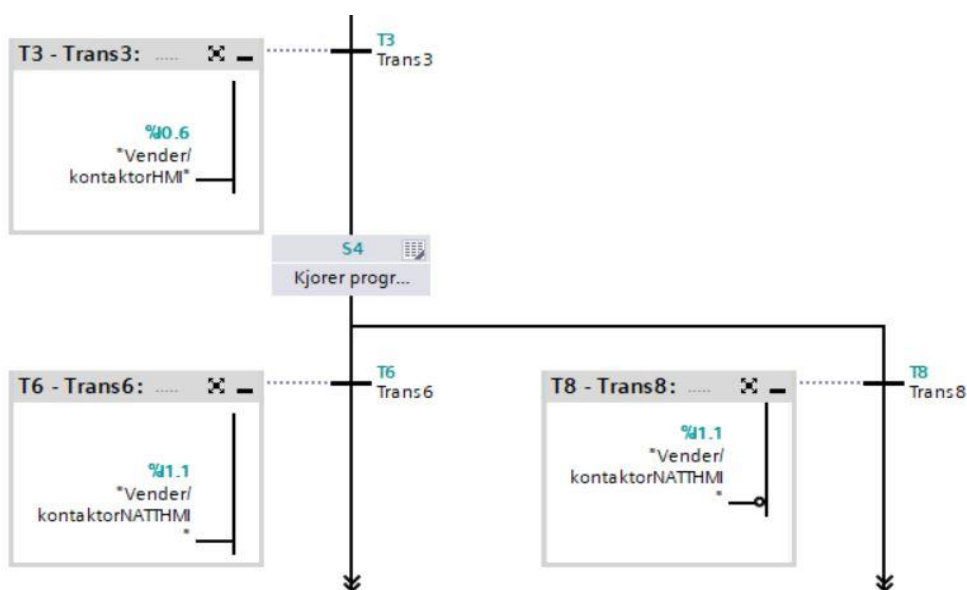 T3 - Trans3: .....
T3
Trans3
%I0.6
"Vender/
kontaktorHMI"
S4
Kjorer progr...
T6 - Trans6: .....
T6
Trans6
%I1.1
"Vender/
kontaktorNATTHMI
"
T8 - Trans8: .....
T8
Trans8
%I1.1
"Vender/
kontaktorNATTHMI
"